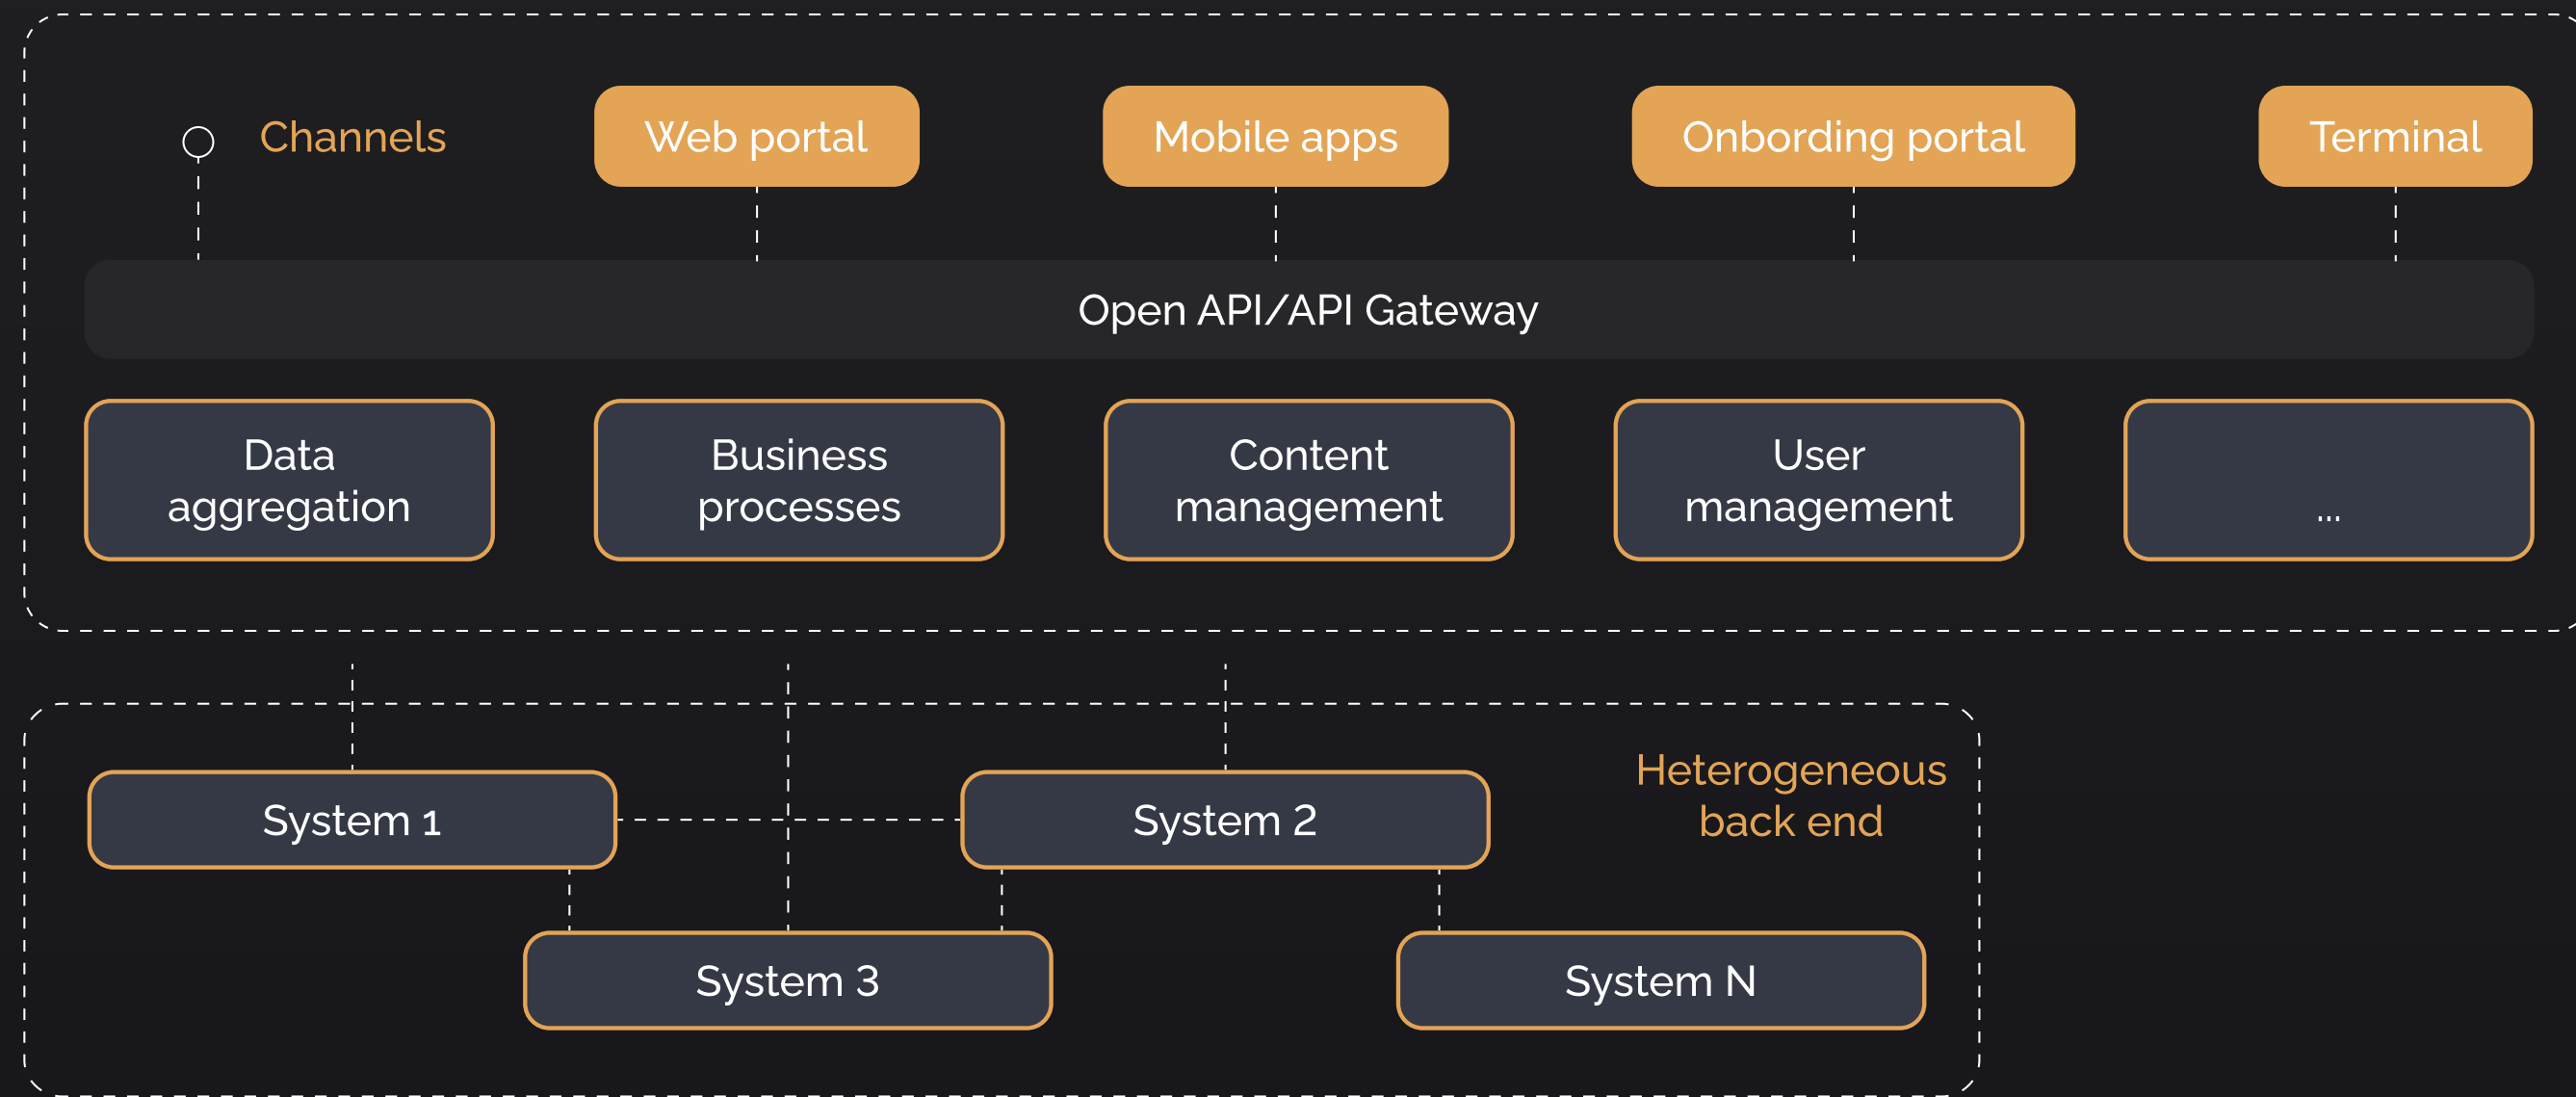 Channels
Web portal
Mobile apps
Onbording portal
Terminal
Open API/API Gateway
Data
aggregation
Business
processes
Content
management
User
management
...
System 1
System 2
Heterogeneous
back end
System 3
System N